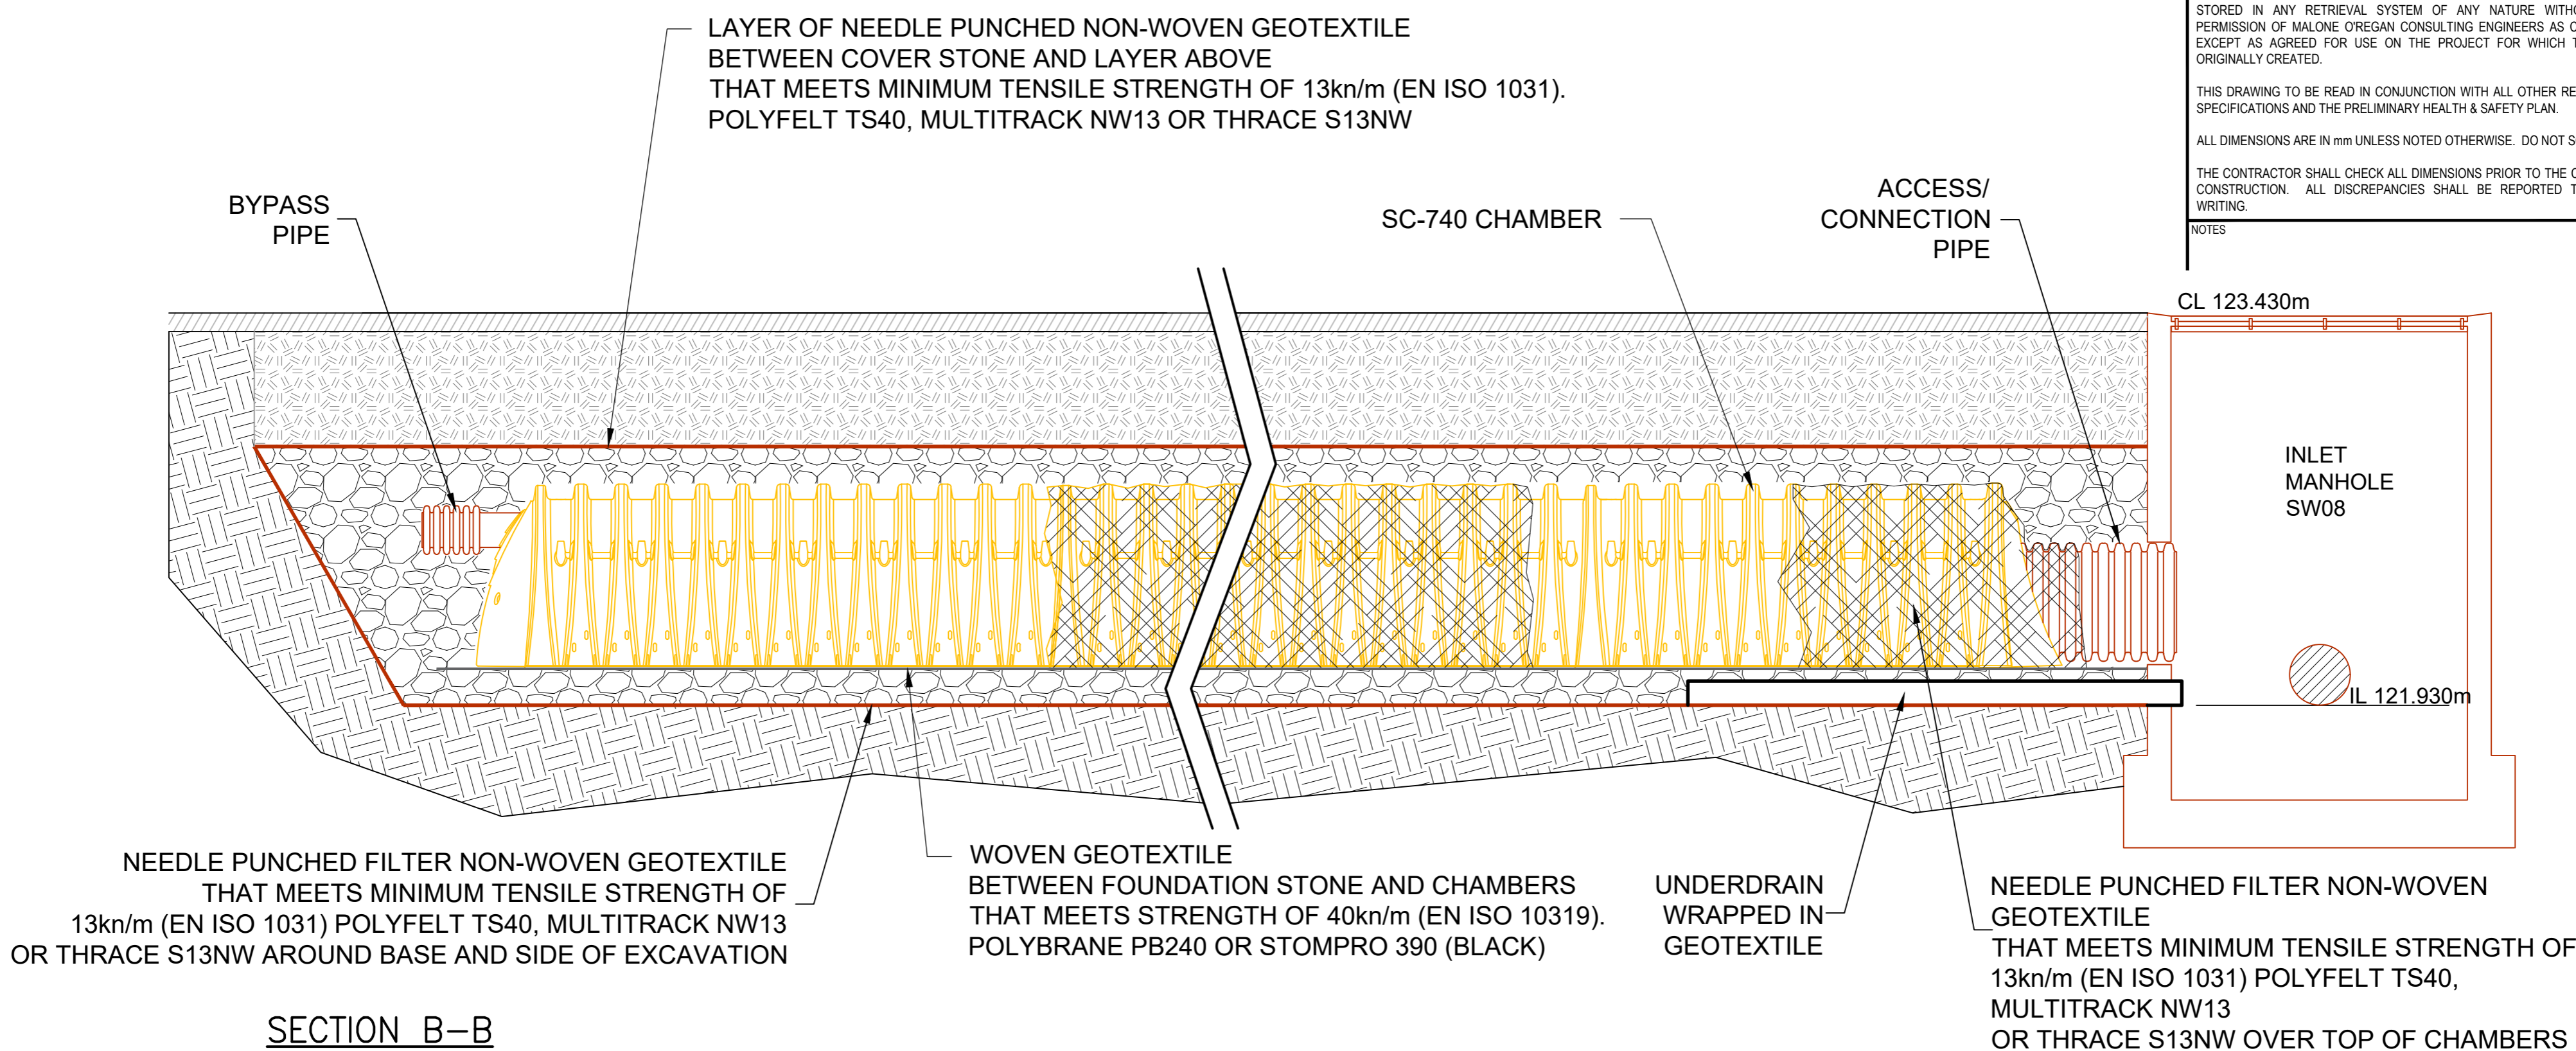 LAYER OF NEEDLE PUNCHED NON-WOVEN GEOTEXTILE
BETWEEN COVER STONE AND LAYER ABOVE
THAT MEETS MINIMUM TENSILE STRENGTH OF 13kn/m (EN ISO 1031).
POLYFELT TS40, MULTITRACK NW13 OR THRACE S13NW
STORED IN ANY RETRIEVAL SYSTEM OF ANY NATURE
PERMISSION OF MALONE O'REGAN CONSULTING ENGINEERS AS
EXCEPT AS AGREED FOR USE ON THE PROJECT FOR WHICH
ORIGINALLY CREATED.
THIS DRAWING TO BE READ IN CONJUNCTION WITH ALL OTHER
SPECIFICATIONS AND THE PRELIMINARY HEALTH & SAFETY PLAN.
ALL DIMENSIONS ARE IN mm UNLESS NOTED OTHERWISE. DO NOT
THE CONTRACTOR SHALL CHECK ALL DIMENSIONS PRIOR TO THE
CONSTRUCTION. ALL DISCREPANCIES SHALL BE REPORTED
WRITING.
NOTES
BYPASS
PIPE
SC-740 CHAMBER
ACCESS/
CONNECTION
PIPE
CL 123.430m
INLET
MANHOLE
SW08
IL 121.930m
NEEDLE PUNCHED FILTER NON-WOVEN GEOTEXTILE
THAT MEETS MINIMUM TENSILE STRENGTH OF
13kn/m (EN ISO 1031) POLYFELT TS40, MULTITRACK NW13
OR THRACE S13NW AROUND BASE AND SIDE OF EXCAVATION
WOVEN GEOTEXTILE
BETWEEN FOUNDATION STONE AND CHAMBERS
THAT MEETS STRENGTH OF 40kn/m (EN ISO 10319).
POLYBRANE PB240 OR STOMPRO 390 (BLACK)
UNDERDRAIN
WRAPPED IN
GEOTEXTILE
NEEDLE PUNCHED FILTER NON-WOVEN
GEOTEXTILE
THAT MEETS MINIMUM TENSILE STRENGTH OF
13kn/m (EN ISO 1031) POLYFELT TS40,
MULTITRACK NW13
OR THRACE S13NW OVER TOP OF CHAMBERS
SECTION B-B